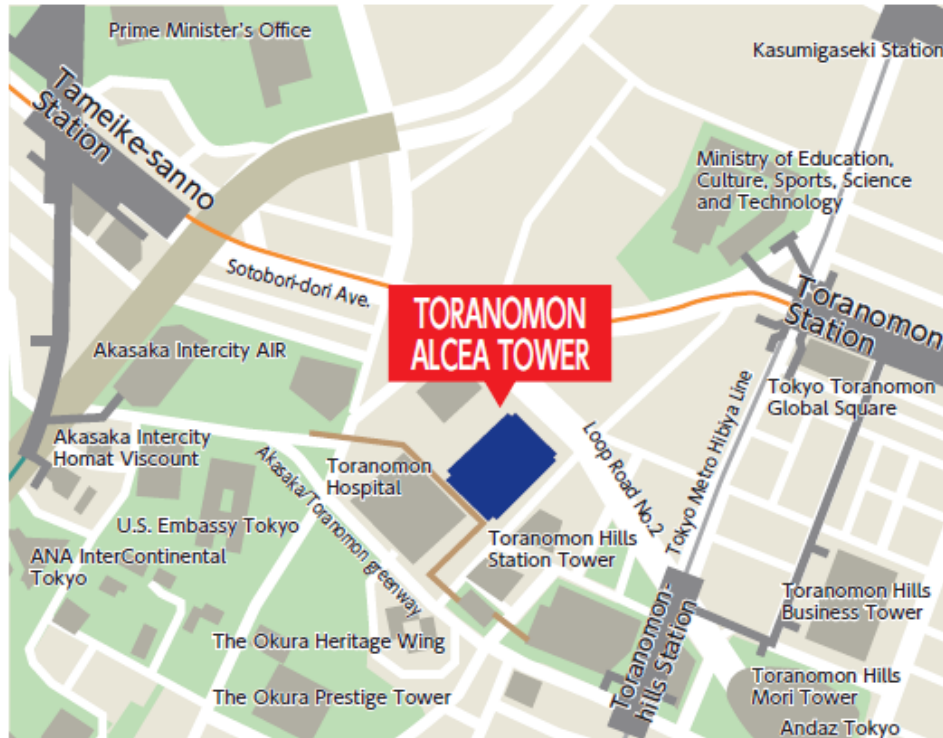 Prime Minister's Office
Kasumigaseki Station
Tameike-sanno
Station
Ministry of Education,
Culture, Sports, Science
and Technology
Sotobori-dori Ave.
TORANOMON
ALCEA TOWER
Toranomon
Station
Akasaka Intercity AIR
Tokyo Toranomon
Global Square
Akasaka Intercity
Homat Viscount
Toranomon
Hospital
Akasaka/Toranomon greenway
Loop Road No.2
Tokyo Metro Hibiya Line
U.S. Embassy Tokyo
ANA InterContinental
Tokyo
Toranomon Hills
Station Tower
Toranomon Hills
Business Tower
The Okura Heritage Wing
Toranomon-
hills Station
The Okura Prestige Tower
Toranomon Hills
Mori Tower
Andaz Tokyo